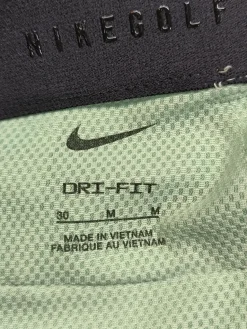 NIKEGOLF
DRI-FIT
30 M M
MADE IN VIETNAM
FABRIQUE AU VIETNAM